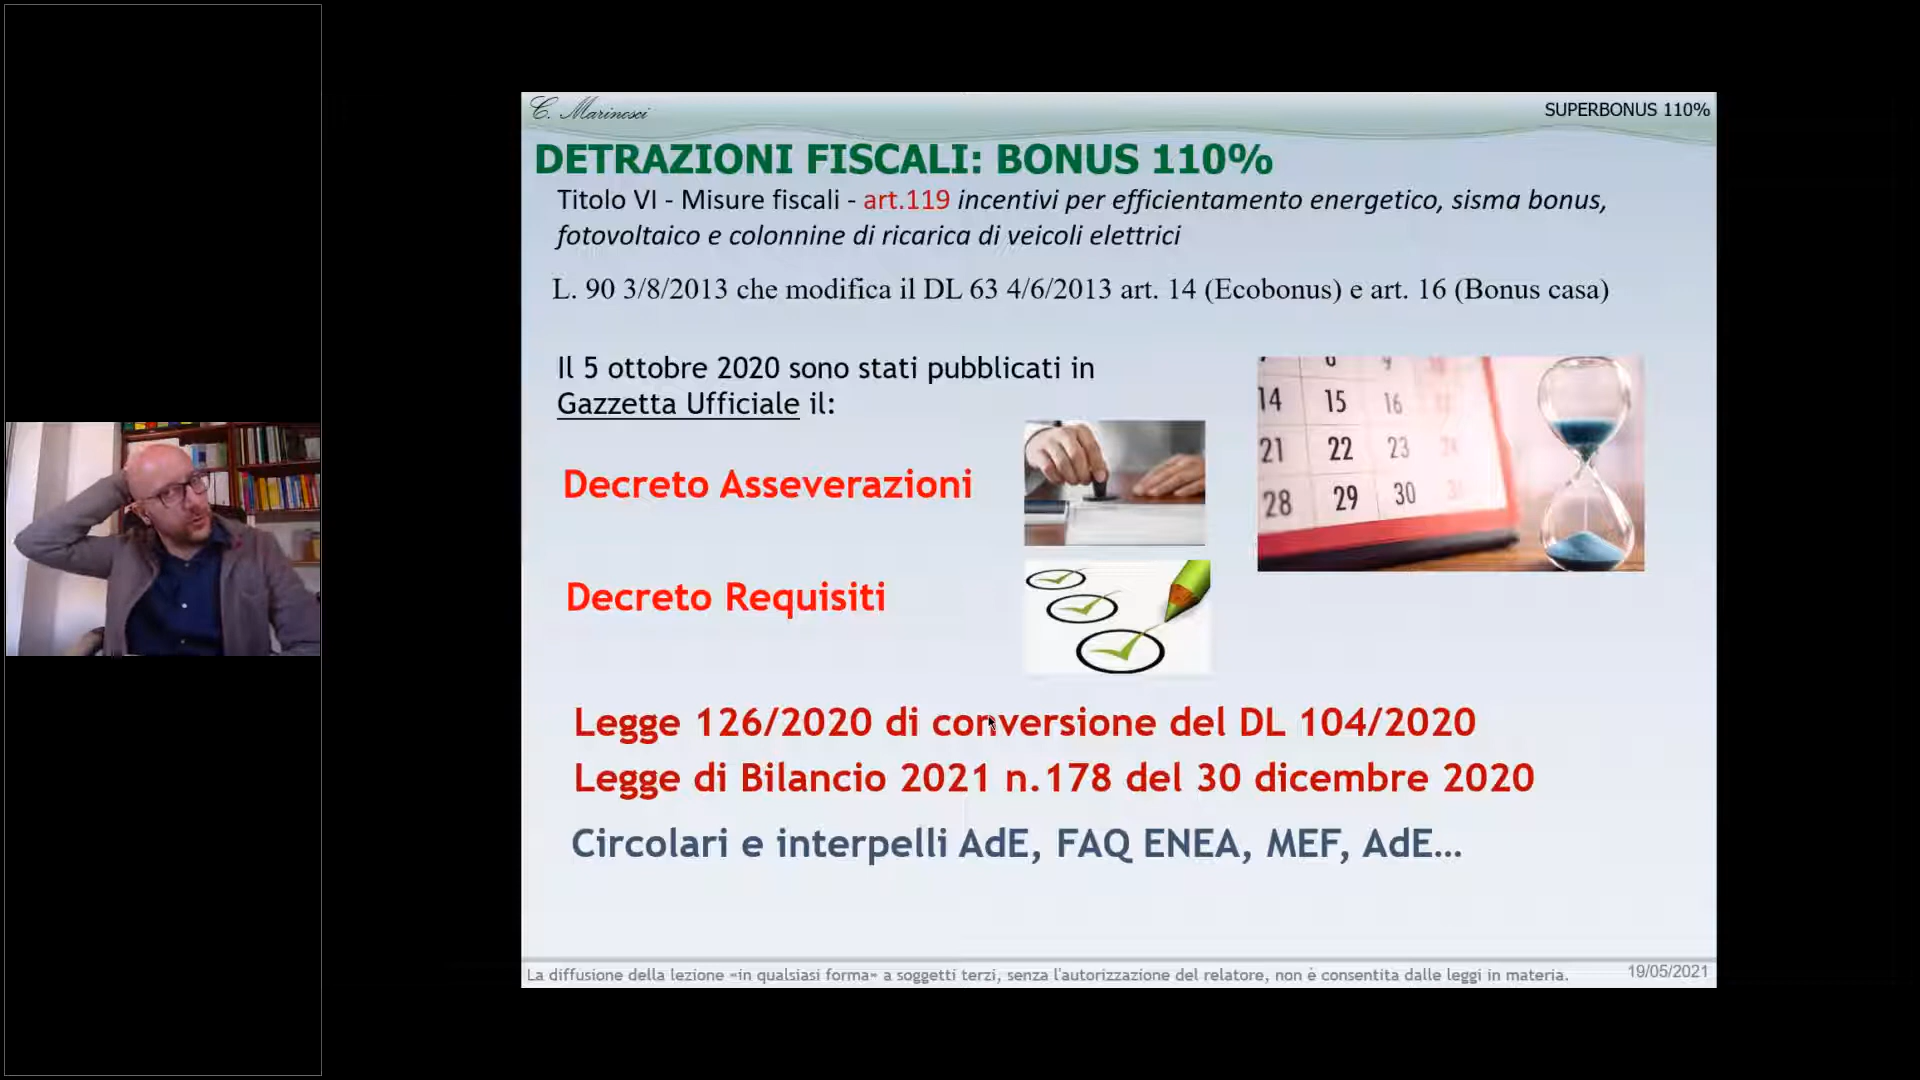 C. Marinosci
SUPERBONUS 110%
DETRAZIONI FISCALI: BONUS 110%
Titolo VI - Misure fiscali - art.119 incentivi per efficientamento energetico, sisma bonus,
fotovoltaico e colonnine di ricarica di veicoli elettrici
L. 90 3/8/2013 che modifica il DL 63 4/6/2013 art. 14 (Ecobonus) e art. 16 (Bonus casa)
Il 5 ottobre 2020 sono stati pubblicati in
Gazzetta Ufficiale il:
14 15 16
21 22 23 24
28 29 30
Decreto Asseverazioni
Decreto Requisiti
Legge 126/2020 di conversione del DL 104/2020
Legge di Bilancio 2021 n.178 del 30 dicembre 2020
Circolari e interpelli AdE, FAQ ENEA, MEF, AdE...
La diffusione della lezione «in qualsiasi forma» a soggetti terzi, senza l'autorizzazione del relatore, non è consentita dalle leggi in materia.
19/05/2021